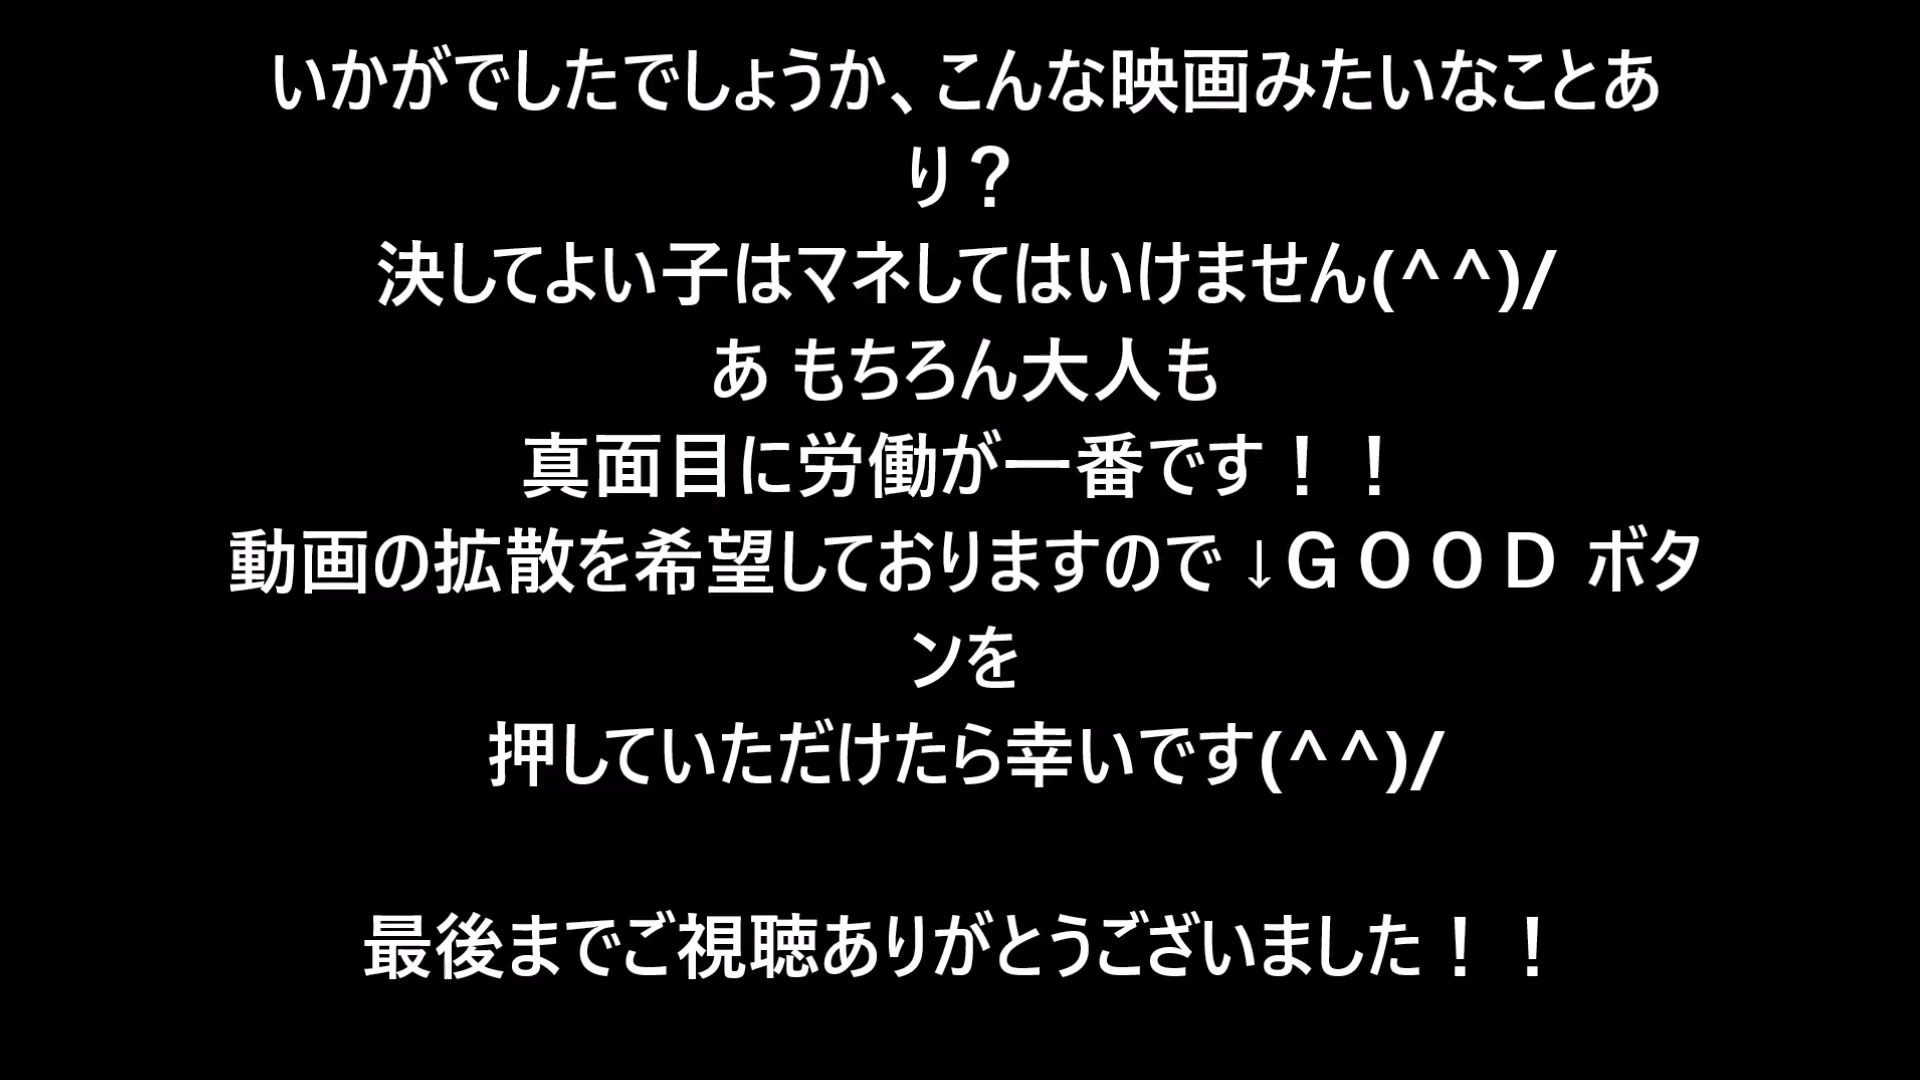 いかがでしたでしょうか、こんな映画みたいなことあ
り？
決してよい子はマネしてはいけません(^^)/
あ もちろん大人も
真面目に労働が一番です！！
動画の拡散を希望しておりますので↓ＧＯＯＤ ボタ
ンを
押していただけたら幸いです(^^)/
最後までご視聴ありがとうございました！！